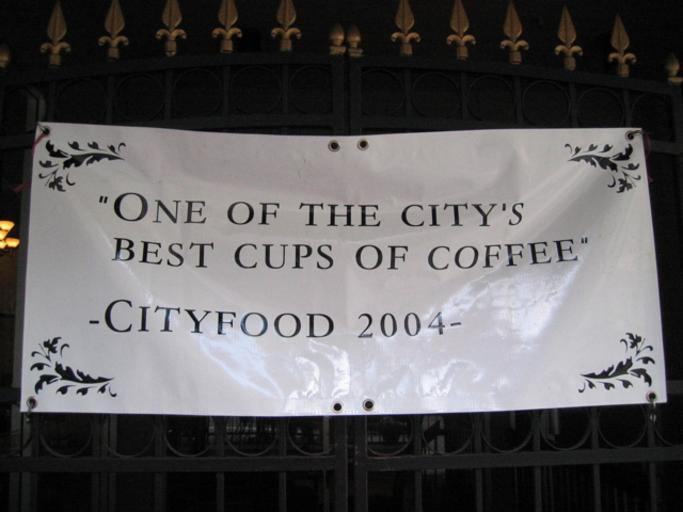 "ONE OF THE CITY'S
BEST CUPS OF COFFEE"
-CITYFOOD 2004-